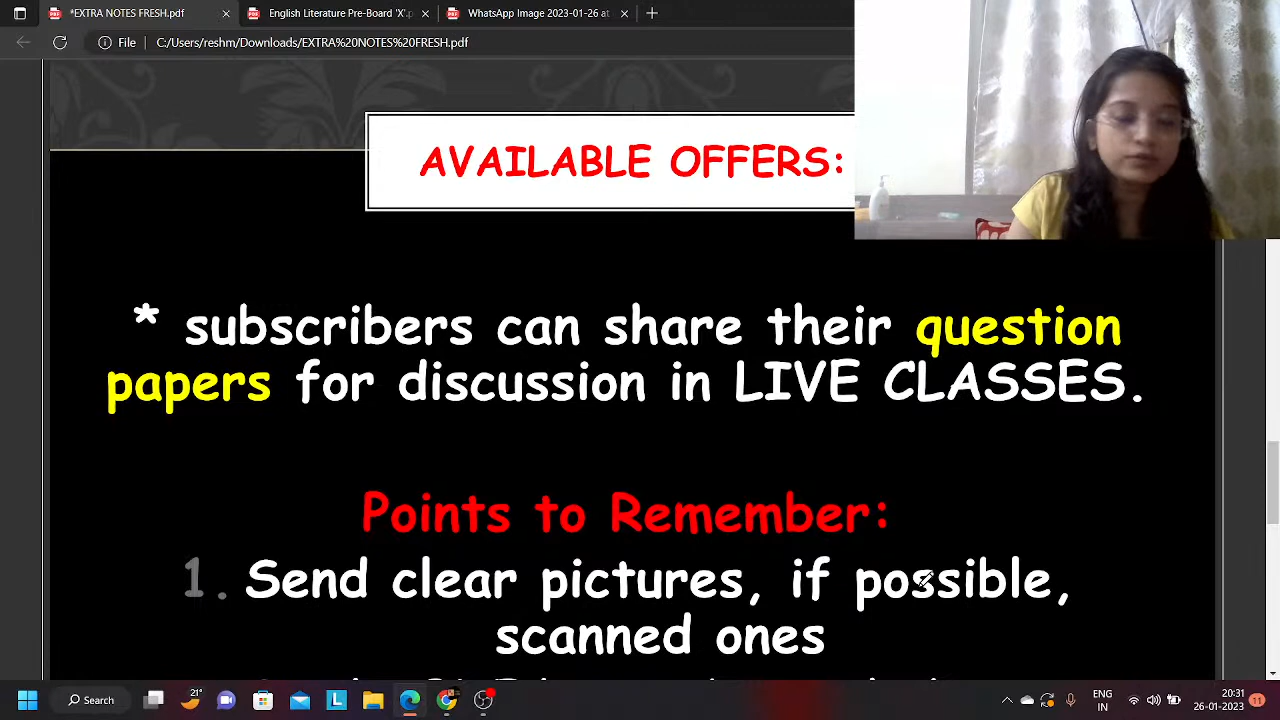 *EXTRA NOTES FRESH.pdf
English Literature Pre-Board 'X'.p
WhatsApp Image 2023-01-26 at
File
C:/Users/reshm/Downloads/EXTRA%20NOTES%20FRESH.pdf
AVAILABLE OFFERS:
* subscribers can share their question
papers for discussion in LIVE CLASSES.
Points to Remember:
1. Send clear pictures, if possible,
scanned ones
Search
21°
ENG
IN
20:31
26-01-2023
11